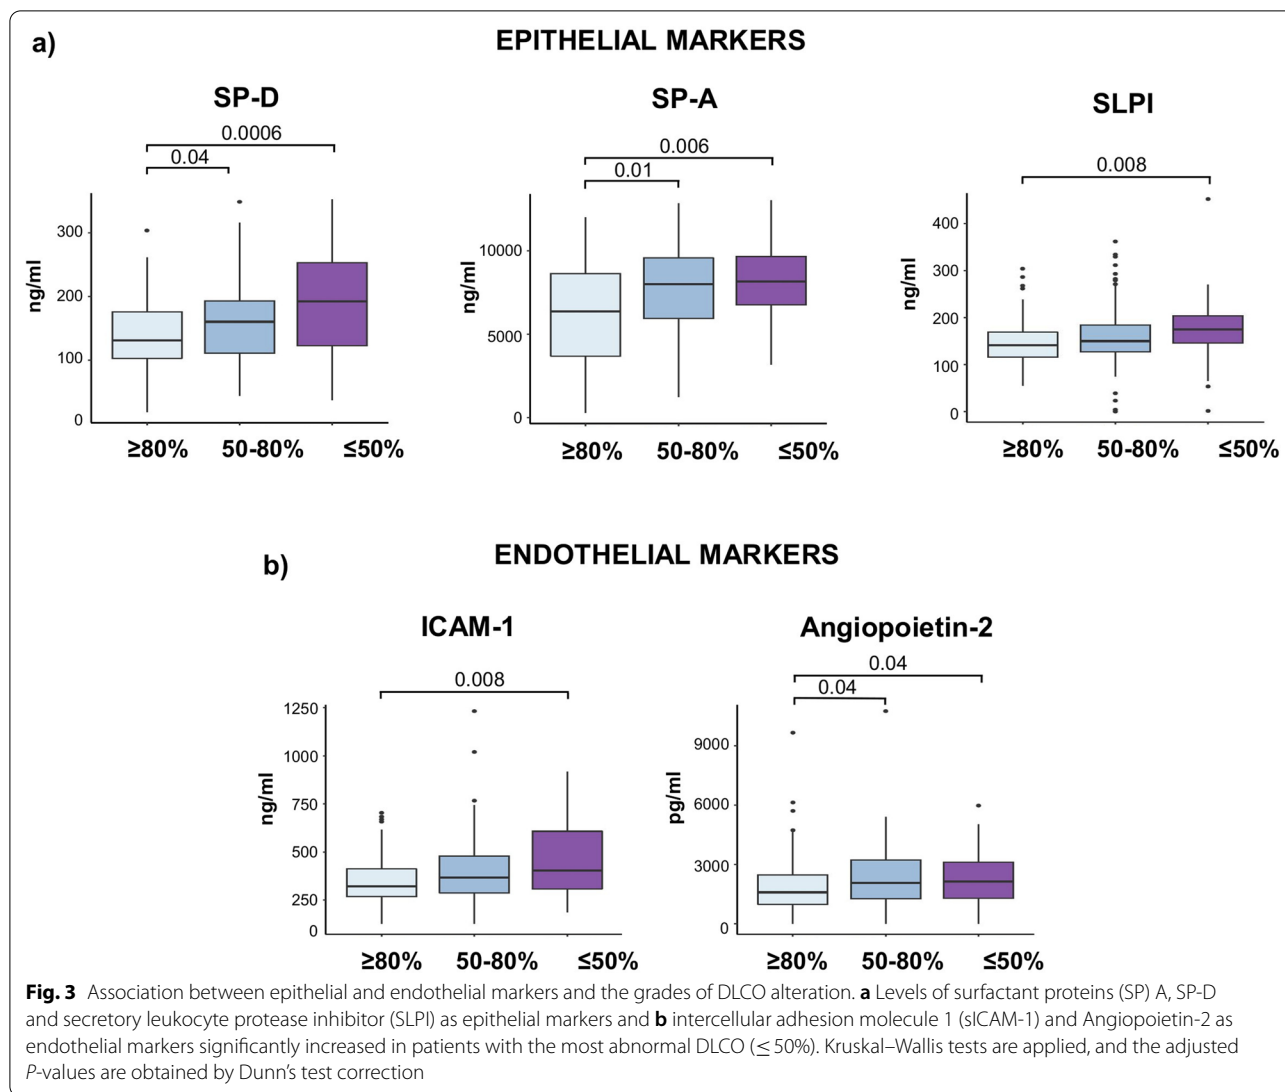 a)
EPITHELIAL MARKERS
SP-D
0.0006
0.04
ng/ml
300
200
100
0
≥80% 50-80% ≤50%
SP-A
0.006
0.01
ng/ml
10000
5000
0
≥80% 50-80% ≤50%
SLPI
0.008
ng/ml
400
300
200
100
0
≥80% 50-80% ≤50%
b)
ENDOTHELIAL MARKERS
ICAM-1
0.008
ng/ml
1250
1000
750
500
250
0
≥80% 50-80% ≤50%
Angiopoietin-2
0.04
0.04
pg/ml
9000
6000
3000
0
≥80% 50-80% ≤50%
Fig. 3 Association between epithelial and endothelial markers and the grades of DLCO alteration. a Levels of surfactant proteins (SP) A, SP-D
and secretory leukocyte protease inhibitor (SLPI) as epithelial markers and b intercellular adhesion molecule 1 (sICAM-1) and Angiopoietin-2 as
endothelial markers significantly increased in patients with the most abnormal DLCO (≤ 50%). Kruskal–Wallis tests are applied, and the adjusted
P-values are obtained by Dunn's test correction